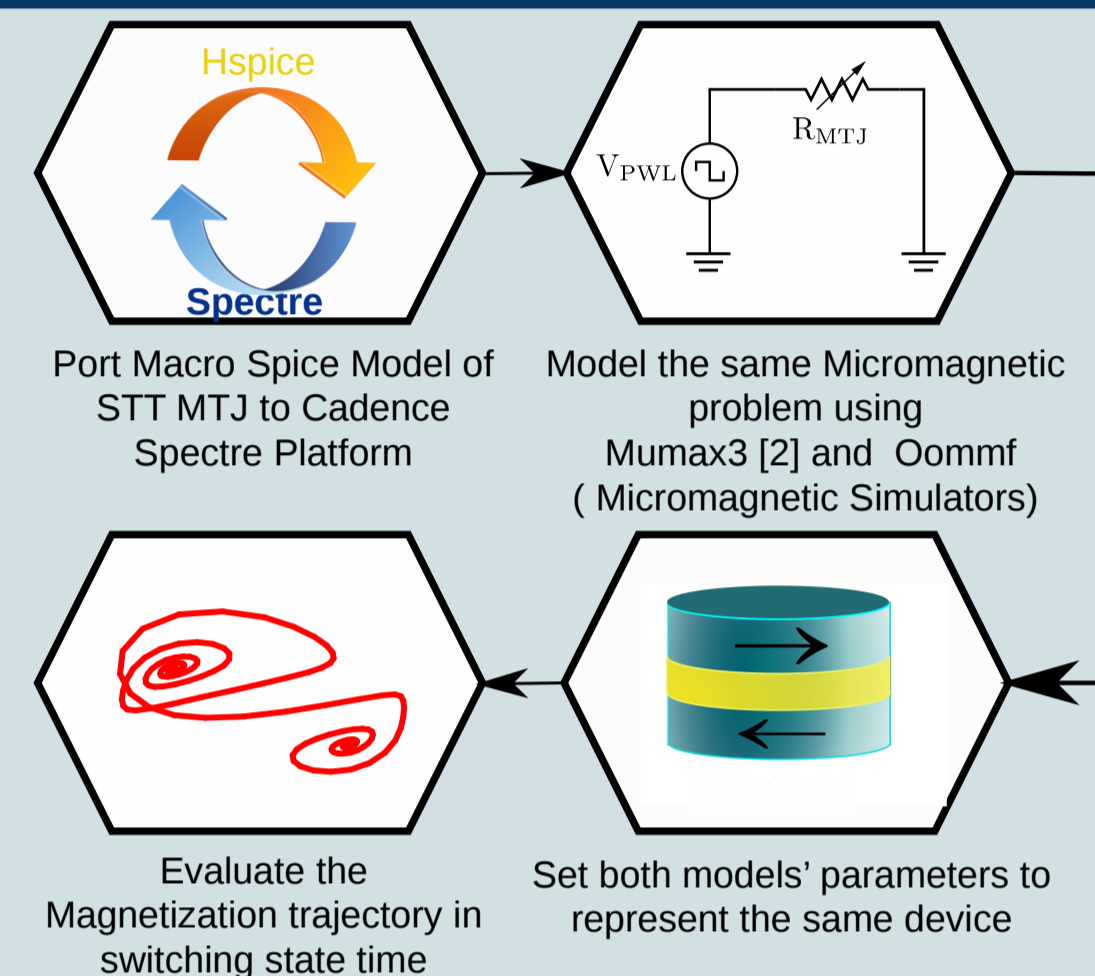 Hspice
Spectre
Port Macro Spice Model of
STT MTJ to Cadence
Spectre Platform
RMTJ
VPWL
Model the same Micromagnetic
problem using
Mumax3 [2] and  Oommf
( Micromagnetic Simulators)
Evaluate the
Magnetization trajectory in
switching state time
Set both models’ parameters to
represent the same device